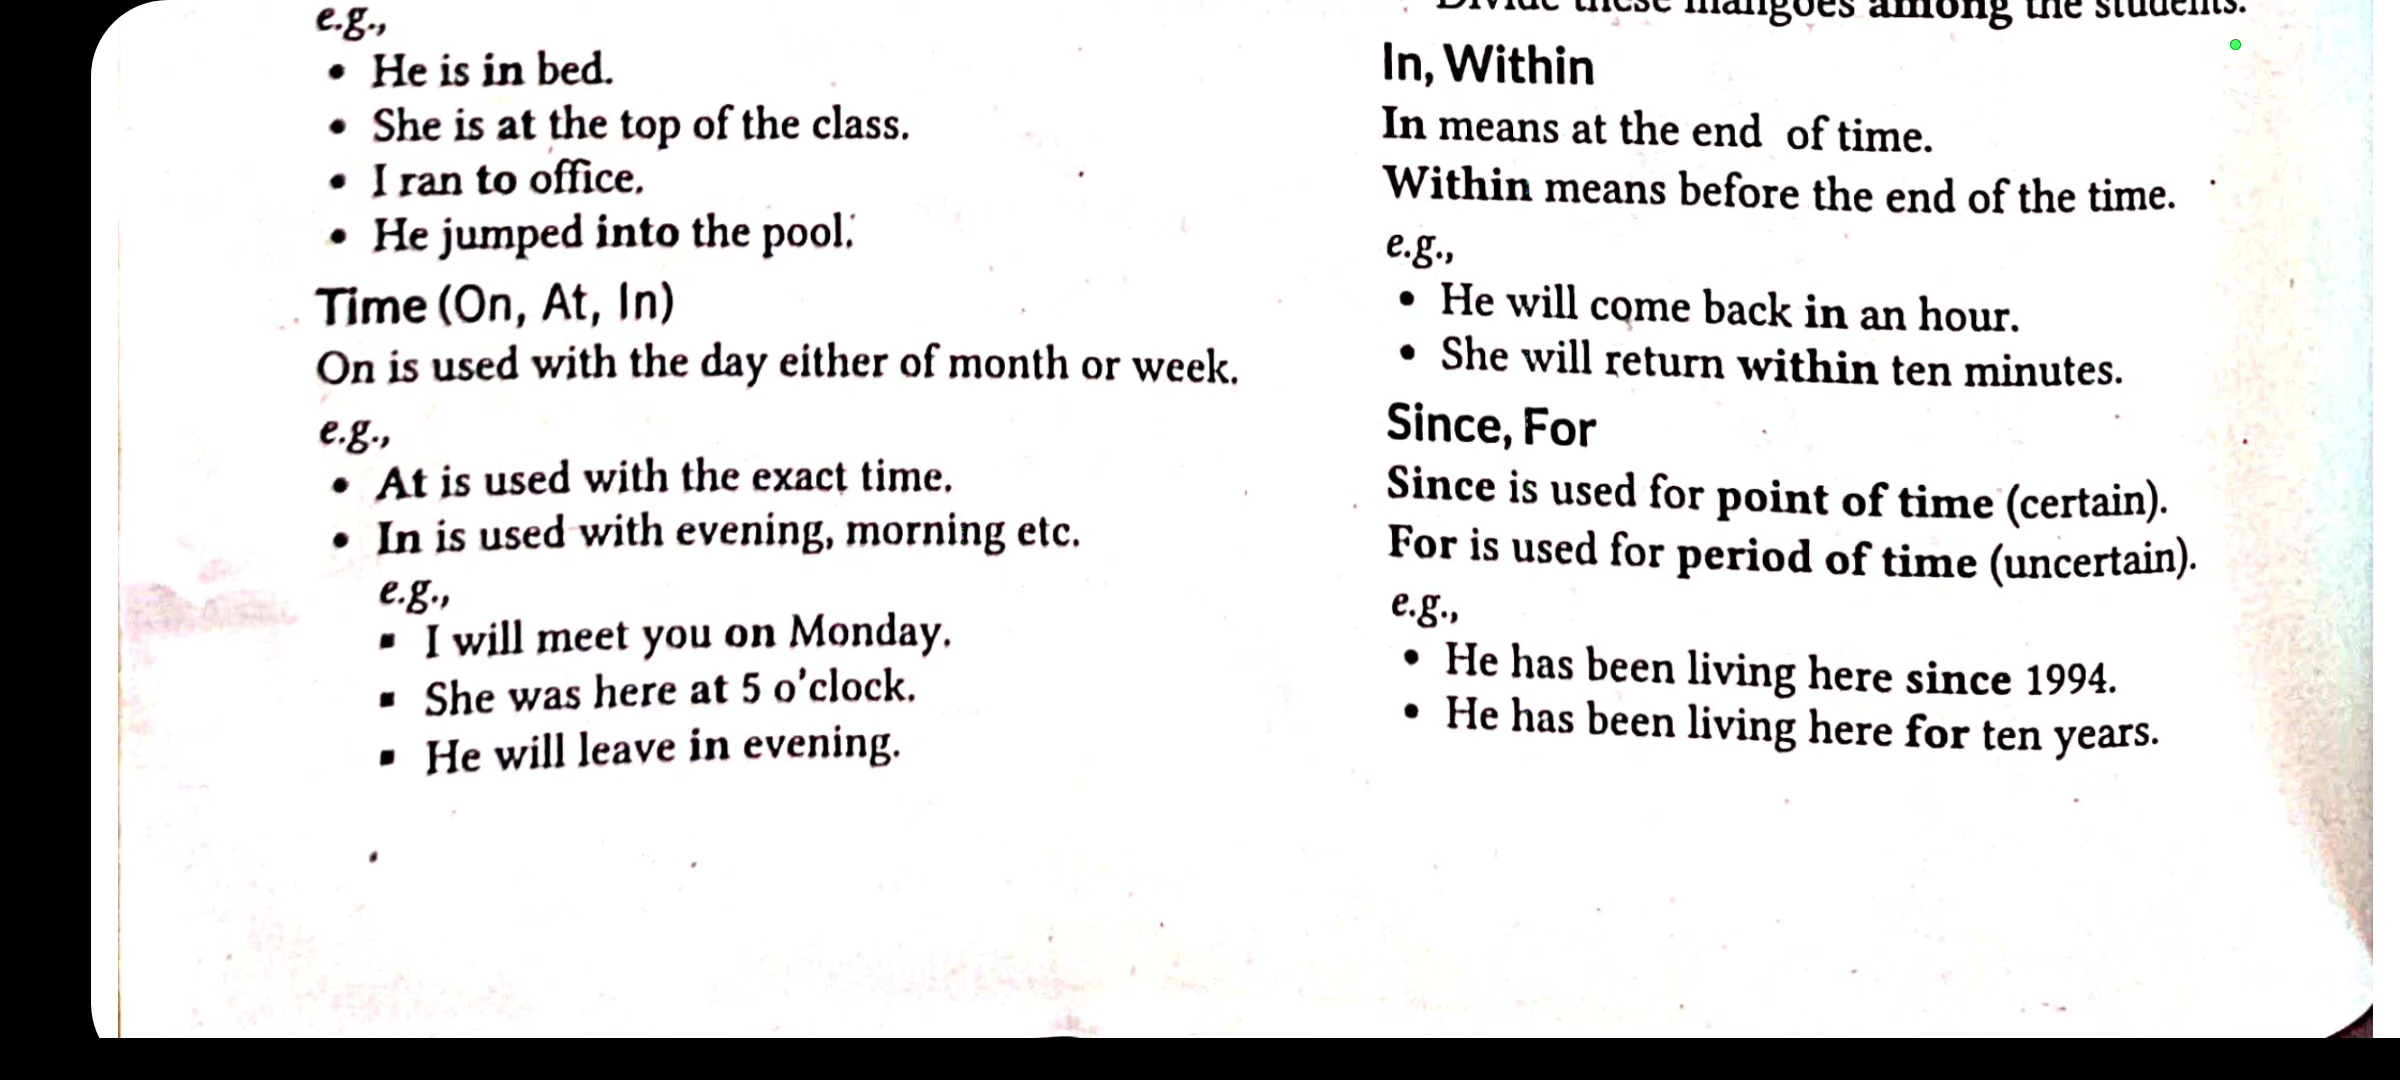 e.g.,
• He is in bed.
• She is at the top of the class.
• I ran to office.
• He jumped into the pool.
Time (On, At, In)
On is used with the day either of month or week.
e.g.,
• At is used with the exact time.
• In is used with evening, morning etc.
e.g.,
▪ I will meet you on Monday.
▪ She was here at 5 o'clock.
▪ He will leave in evening.
Divide these mangoes among the students.
In, Within
In means at the end of time.
Within means before the end of the time.
e.g.,
• He will come back in an hour.
• She will return within ten minutes.
Since, For
Since is used for point of time (certain).
For is used for period of time (uncertain).
e.g.,
• He has been living here since 1994.
• He has been living here for ten years.